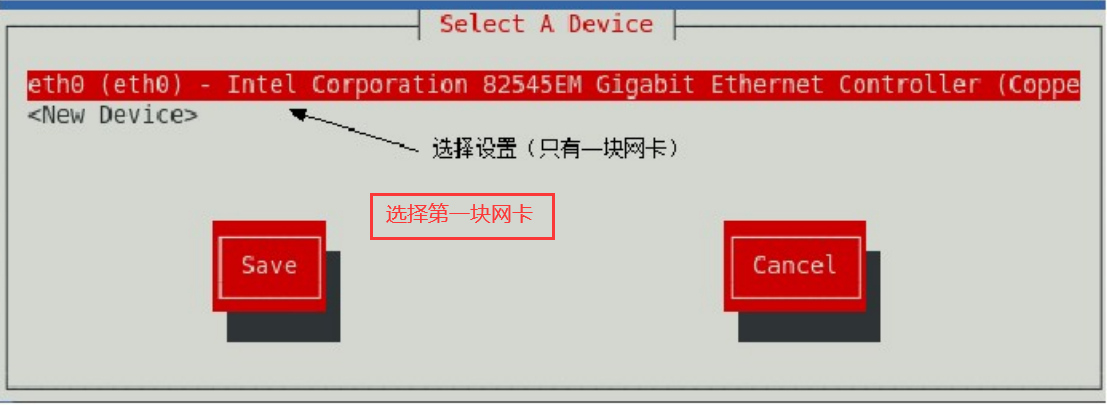 Select A Device
eth0 (eth0) - Intel Corporation 82545EM Gigabit Ethernet Controller (Coppe
<New Device>
选择设置（只有一块网卡）
选择第一块网卡
Save
Cancel